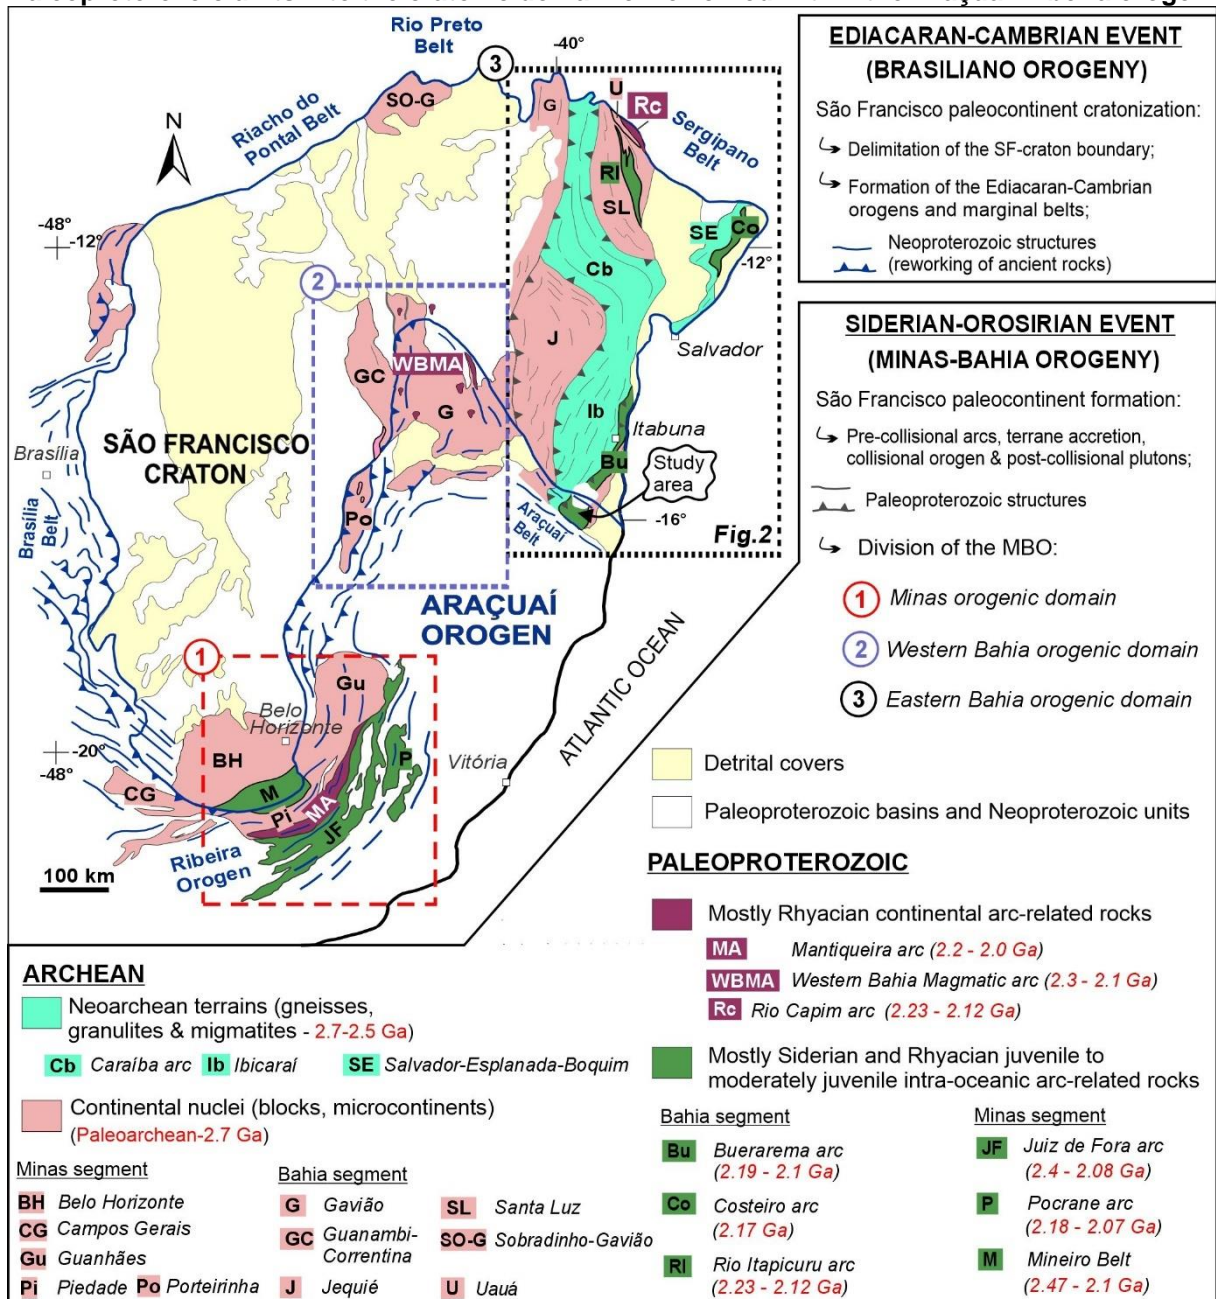 Rio Preto
Belt
-40°
3
SO-G
G
U
Rc
Riacho do
Pontal Belt
Sergipano
Belt
N
RI
SL
-48°
-12°
SE
Co
-12°
Cb
2
J
Salvador
WBMA
GC
G
Ib
SÃO FRANCISCO
CRATON
Itabuna
Brasília
Bu
Study
area
Po
-16°
Brasília
Belt
Araçuaí
Belt
Fig.2
ARAÇUAÍ
OROGEN
1
Gu
Belo
Horizonte
ATLANTIC OCEAN
-20°
-48°
BH
P
Vitória
M
CG
Pi
MA
JF
Ribeira
Orogen
100 km
EDIACARAN-CAMBRIAN EVENT
(BRASILIANO OROGENY)
São Francisco paleocontinent cratonization:
Delimitation of the SF-craton boundary;
Formation of the Ediacaran-Cambrian
orogens and marginal belts;
Neoproterozoic structures
(reworking of ancient rocks)
SIDERIAN-OROSIRIAN EVENT
(MINAS-BAHIA OROGENY)
São Francisco paleocontinent formation:
Pre-collisional arcs, terrane accretion,
collisional orogen & post-collisional plutons;
Paleoproterozoic structures
Division of the MBO:
1 Minas orogenic domain
2 Western Bahia orogenic domain
3 Eastern Bahia orogenic domain
Detrital covers
Paleoproterozoic basins and Neoproterozoic units
PALEOPROTEROZOIC
Mostly Rhyacian continental arc-related rocks
MA Mantiqueira arc (2.2 - 2.0 Ga)
WBMA Western Bahia Magmatic arc (2.3 - 2.1 Ga)
Rc Rio Capim arc (2.23 - 2.12 Ga)
Mostly Siderian and Rhyacian juvenile to
moderately juvenile intra-oceanic arc-related rocks
Bahia segment
Bu Buerarema arc
(2.19 - 2.1 Ga)
Co Costeiro arc
(2.17 Ga)
RI Rio Itapicuru arc
(2.23 - 2.12 Ga)
Minas segment
JF Juiz de Fora arc
(2.4 - 2.08 Ga)
P Pocrane arc
(2.18 - 2.07 Ga)
M Mineiro Belt
(2.47 - 2.1 Ga)
ARCHEAN
Neoarchean terrains (gneisses,
granulites & migmatites - 2.7-2.5 Ga)
Cb Caraíba arc Ib Ibicaraí SE Salvador-Esplanada-Boquim
Continental nuclei (blocks, microcontinents)
(Paleoarchean-2.7 Ga)
Minas segment
BH Belo Horizonte
CG Campos Gerais
Gu Guanhães
Pi Piedade Po Porteirinha
Bahia segment
G Gavião
GC Guanambi-
Correntina
J Jequié
SL Santa Luz
SO-G Sobradinho-Gavião
U Uauá